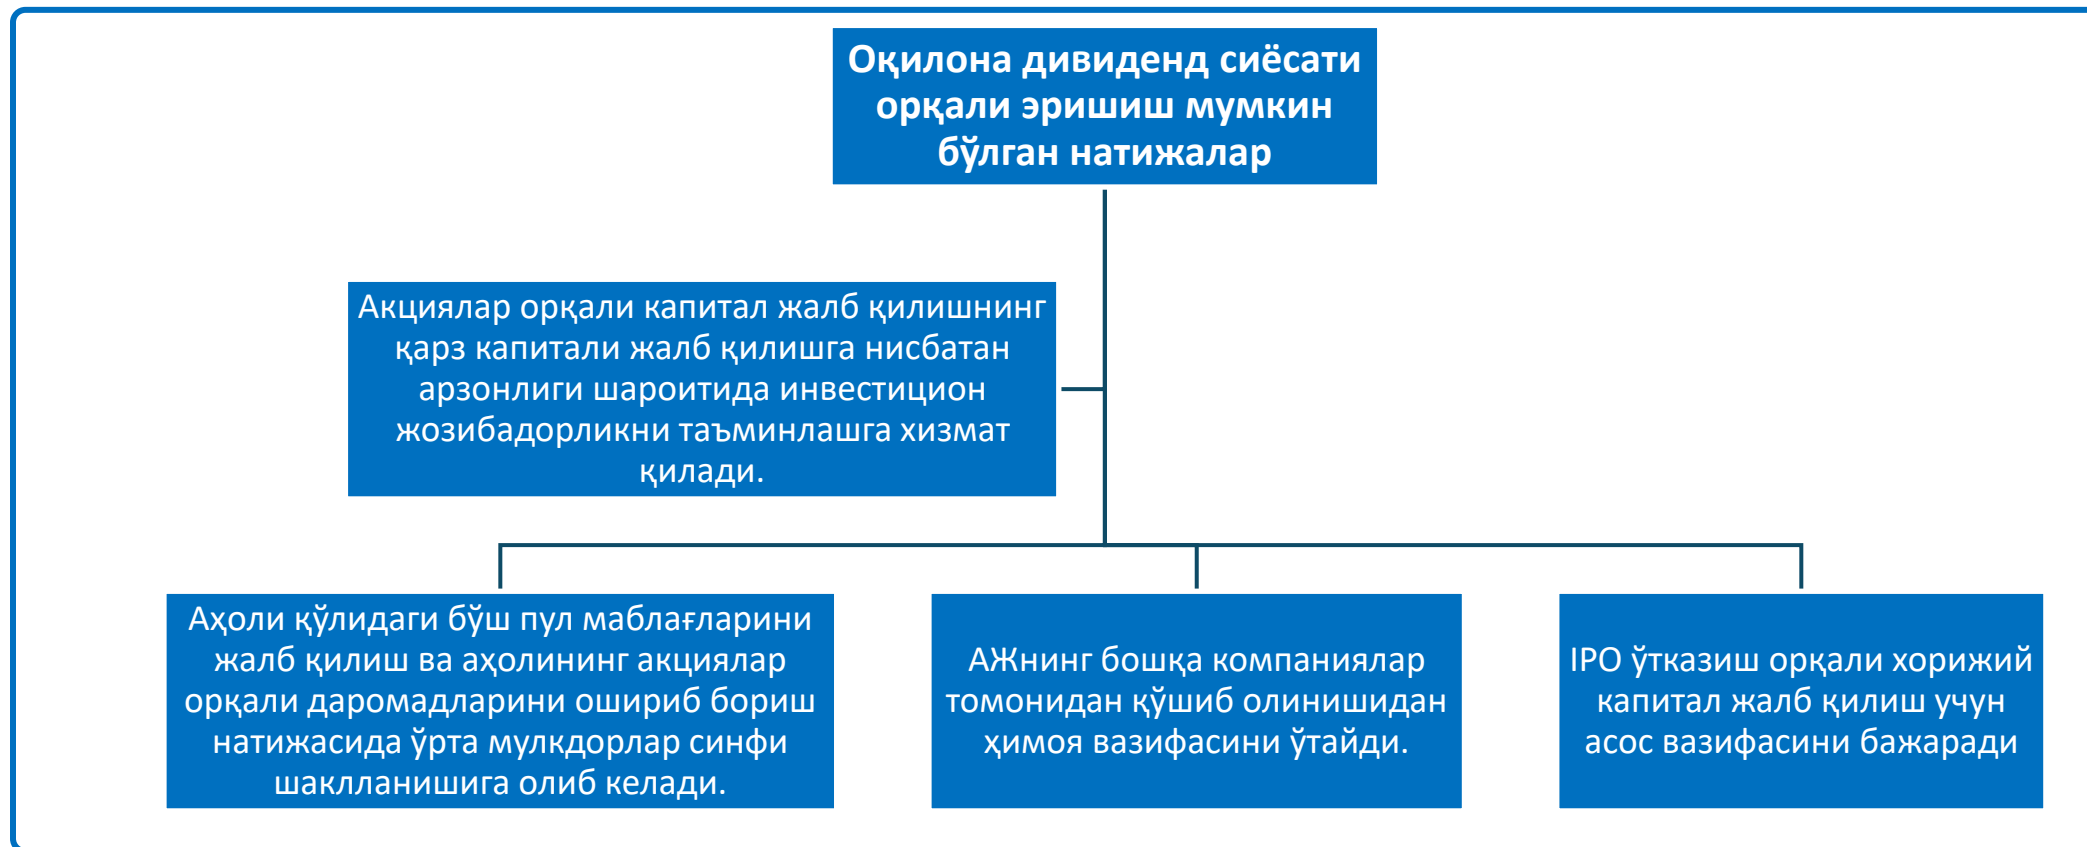 Оқилона дивиденд сиёсати
орқали эришиш мумкин
бўлган натижалар
Акциялар орқали капитал жалб қилишнинг
қарз капитали жалб қилишга нисбатан
арзонлиги шароитида инвестицион
жозибадорликни таъминлашга хизмат
қилади.
Аҳоли қўлидаги бўш пул маблағларини
жалб қилиш ва аҳолининг акциялар
орқали даромадларини ошириб бориш
натижасида ўрта мулкдорлар синфи
шаклланишига олиб келади.
АЖнинг бошқа компаниялар
томонидан қўшиб олинишидан
ҳимоя вазифасини ўтайди.
IPO ўтказиш орқали хорижий
капитал жалб қилиш учун
асос вазифасини бажаради